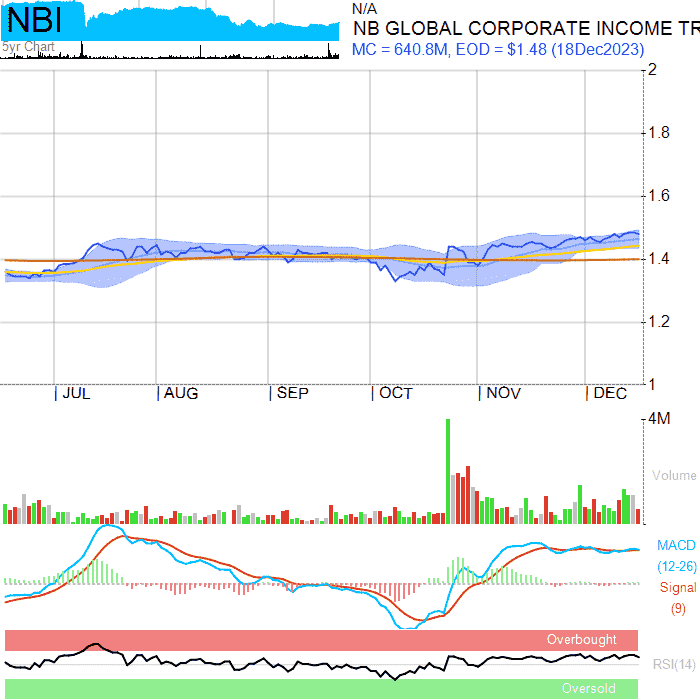 NBI
5yr Chart
N/A
NB GLOBAL CORPORATE INCOME TR
MC = 640.8M, EOD = $1.48 (18Dec2023)
2
1.8
1.6
1.4
1.2
1
JUL AUG SEP OCT NOV DEC
4M
Volume
MACD
(12-26)
Signal
(9)
Overbought
RSI(14)
Oversold